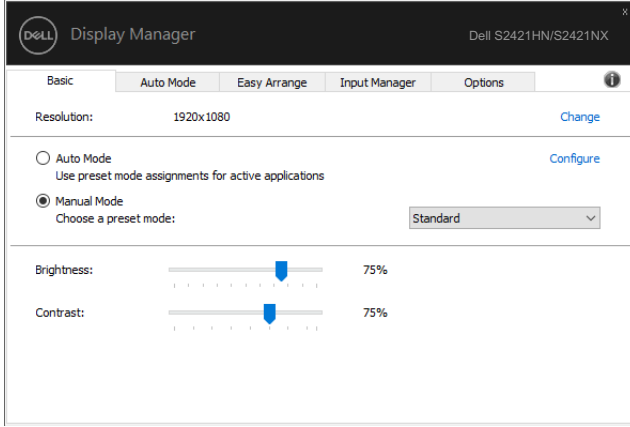 DELL Display Manager
Dell S2421HN/S2421NX
x
Basic Auto Mode Easy Arrange Input Manager Options
Resolution: 1920x1080 Change
Auto Mode Configure
Use preset mode assignments for active applications
Manual Mode
Choose a preset mode: Standard
Brightness: 75%
Contrast: 75%